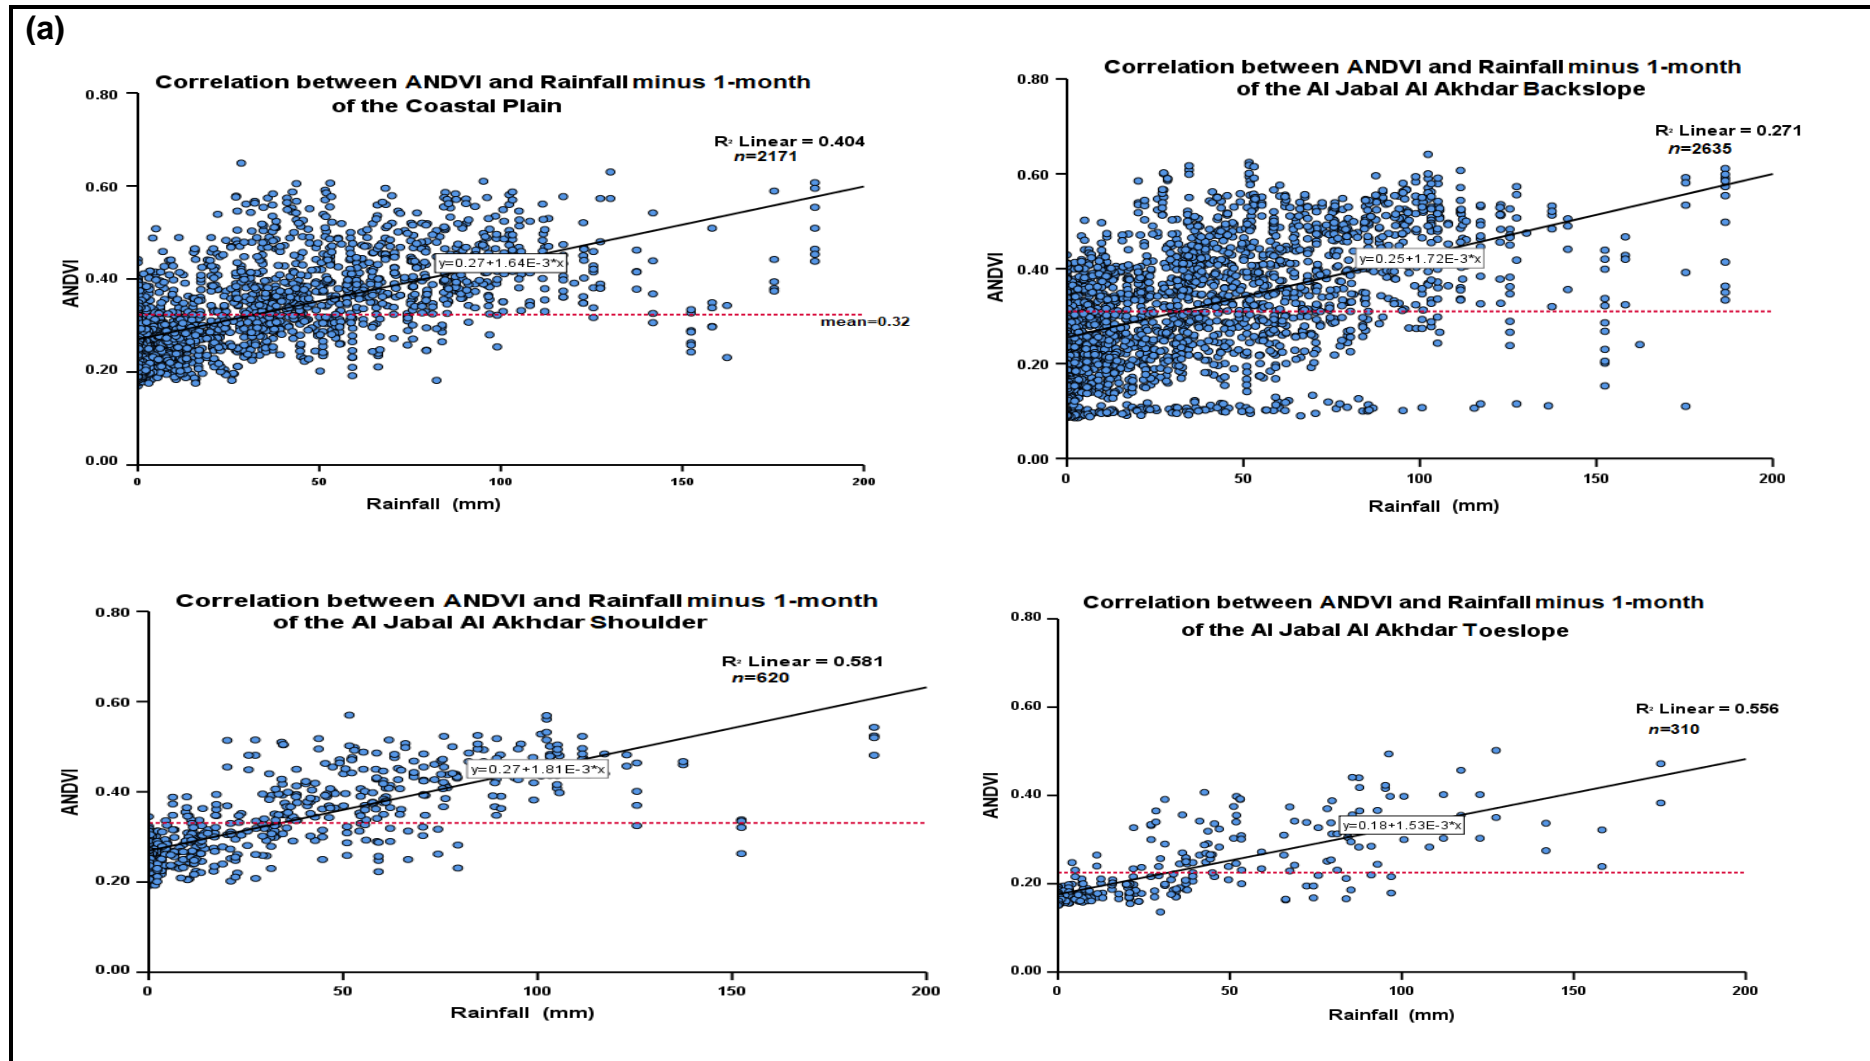 (a)
Correlation between ANDVI and Rainfall minus 1-month
of the Coastal Plain
R² Linear = 0.404
n=2171
y=0.27+1.64E-3*x
mean=0.32
ANDVI
0.80
0.60
0.40
0.20
0.00
0 50 100 150 200
Rainfall (mm)
Correlation between ANDVI and Rainfall minus 1-month
of the Al Jabal Al Akhdar Backslope
R² Linear = 0.271
n=2635
y=0.25+1.72E-3*x
ANDVI
0.80
0.60
0.40
0.20
0.00
0 50 100 150 200
Rainfall (mm)
Correlation between ANDVI and Rainfall minus 1-month
of the Al Jabal Al Akhdar Shoulder
R² Linear = 0.581
n=620
y=0.27+1.81E-3*x
ANDVI
0.80
0.60
0.40
0.20
0.00
0 50 100 150 200
Rainfall (mm)
Correlation between ANDVI and Rainfall minus 1-month
of the Al Jabal Al Akhdar Toeslope
R² Linear = 0.556
n=310
y=0.18+1.53E-3*x
ANDVI
0.80
0.60
0.40
0.20
0.00
0 50 100 150 200
Rainfall (mm)